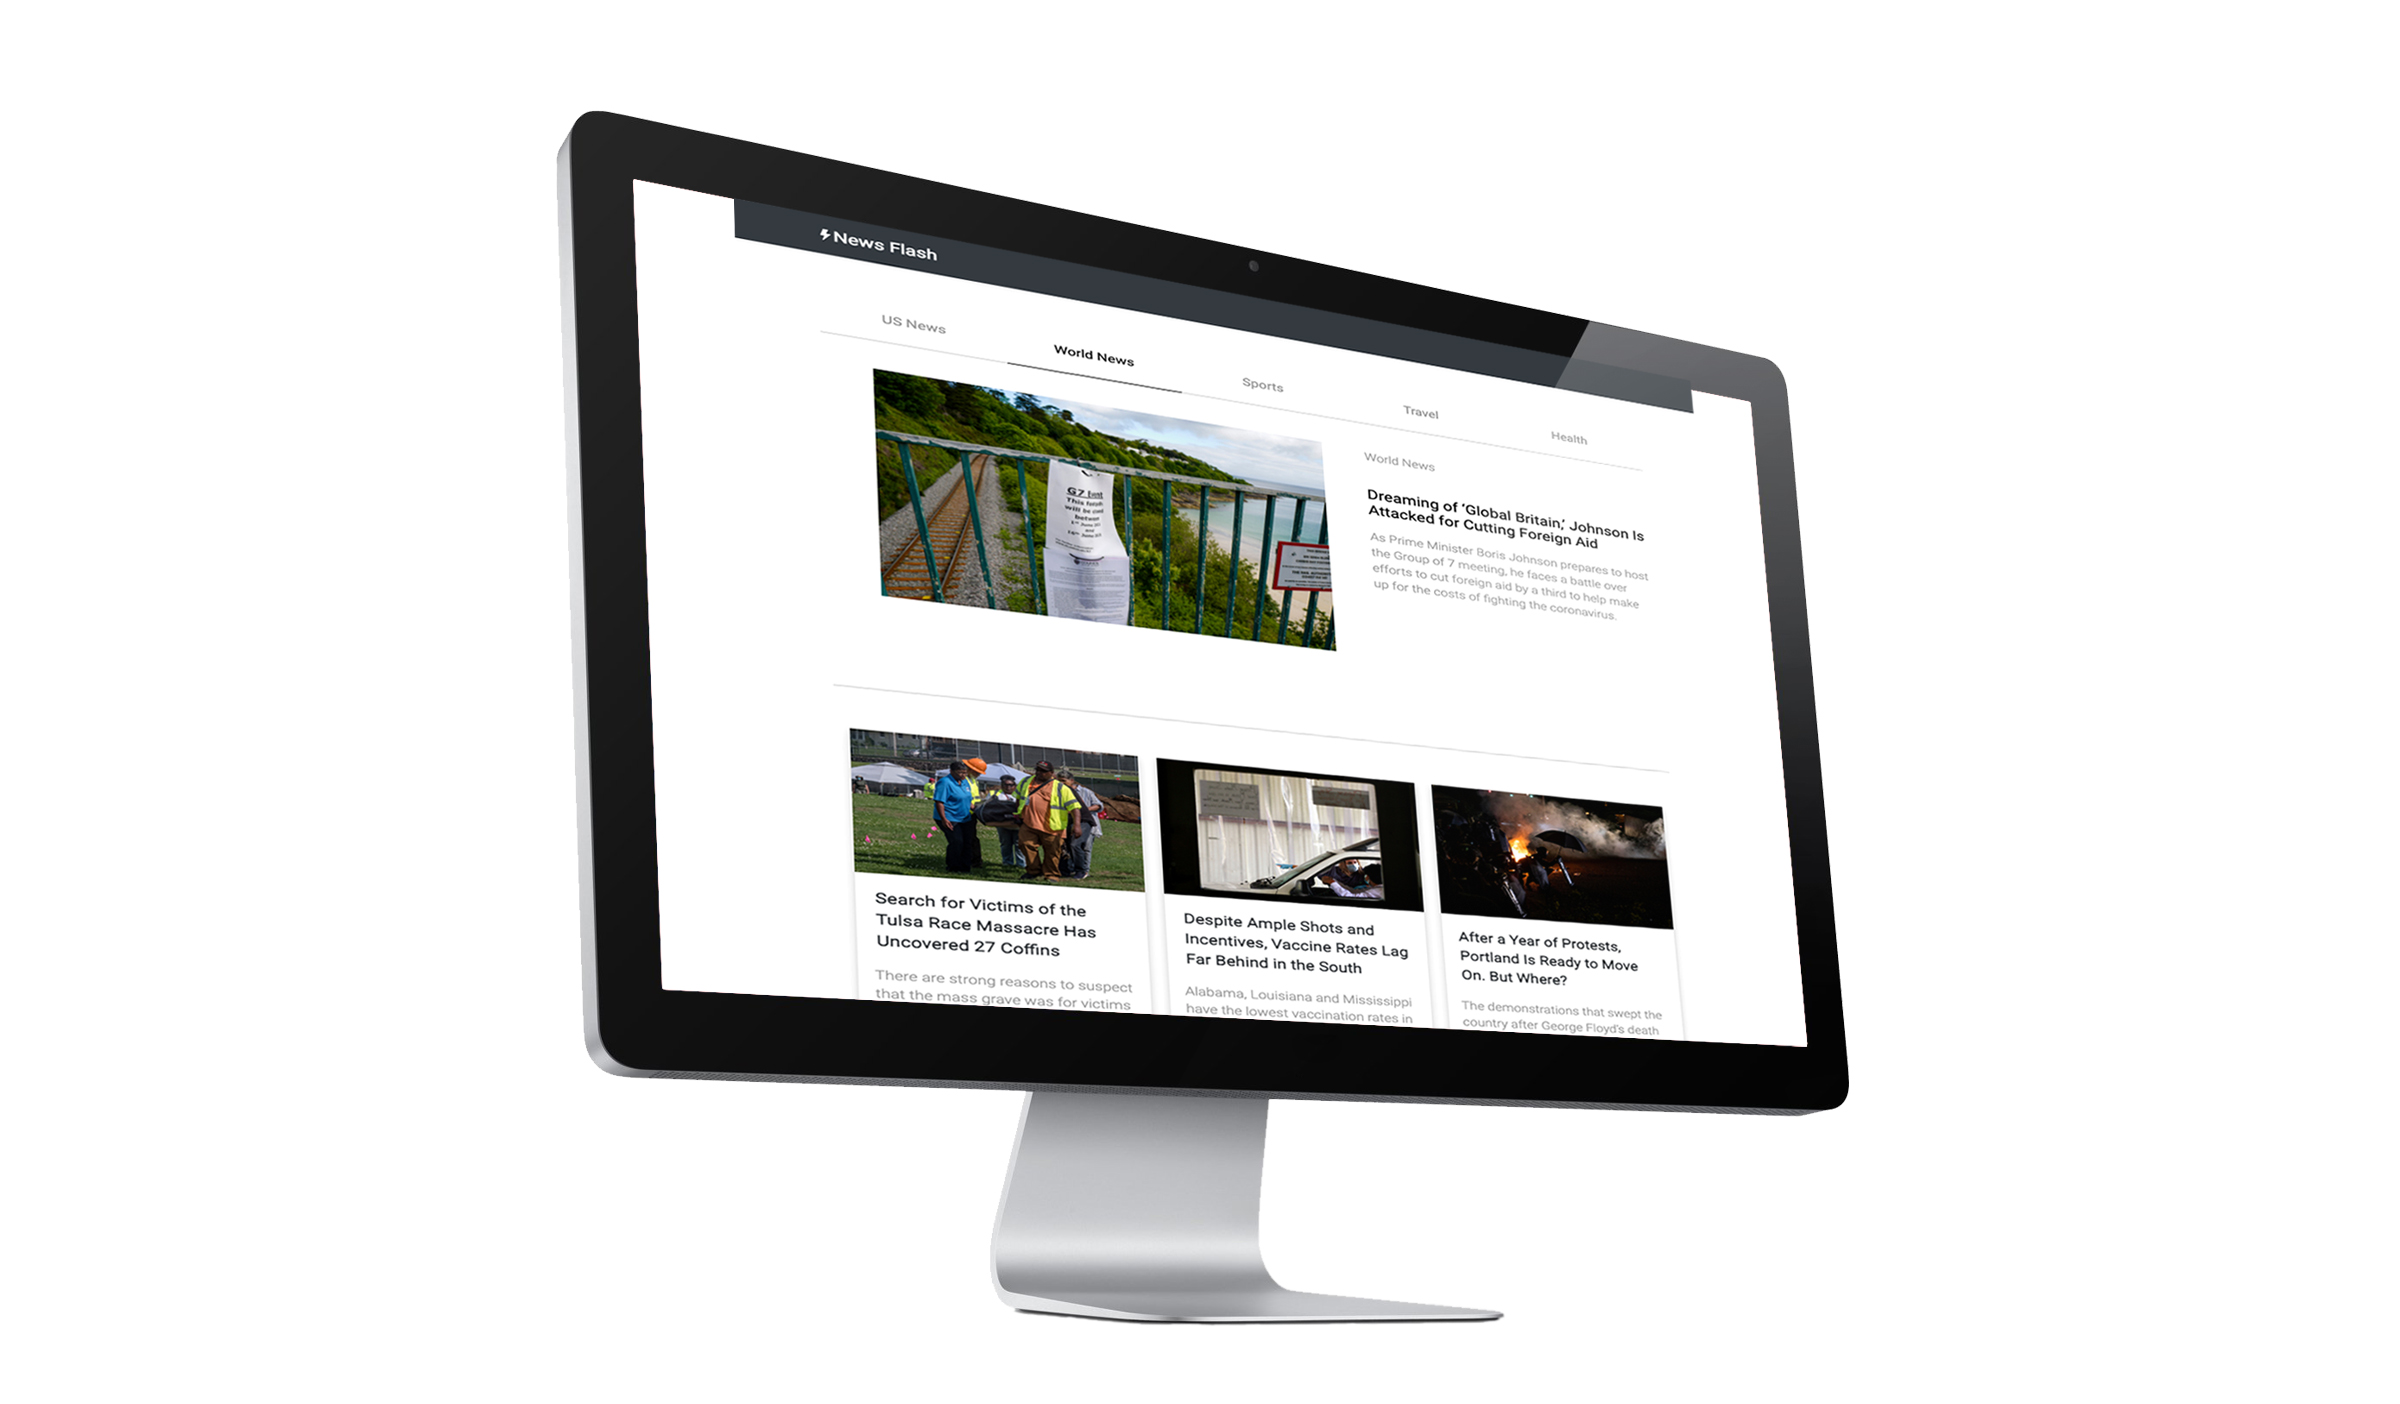 News Flash
US News
World News
Sports
Travel
Health
G7 Event
This footpath
will be closed
between
and
World News
Dreaming of ‘Global Britain,’ Johnson Is
Attacked for Cutting Foreign Aid
As Prime Minister Boris Johnson prepares to host
the Group of 7 meeting, he faces a battle over
efforts to cut foreign aid by a third to help make
up for the costs of fighting the coronavirus.
Search for Victims of the
Tulsa Race Massacre Has
Uncovered 27 Coffins
There are strong reasons to suspect
that the mass grave was for victims
Despite Ample Shots and
Incentives, Vaccine Rates Lag
Far Behind in the South
Alabama, Louisiana and Mississippi
have the lowest vaccination rates in
After a Year of Protests,
Portland Is Ready to Move
On. But Where?
The demonstrations that swept the
country after George Floyd’s death